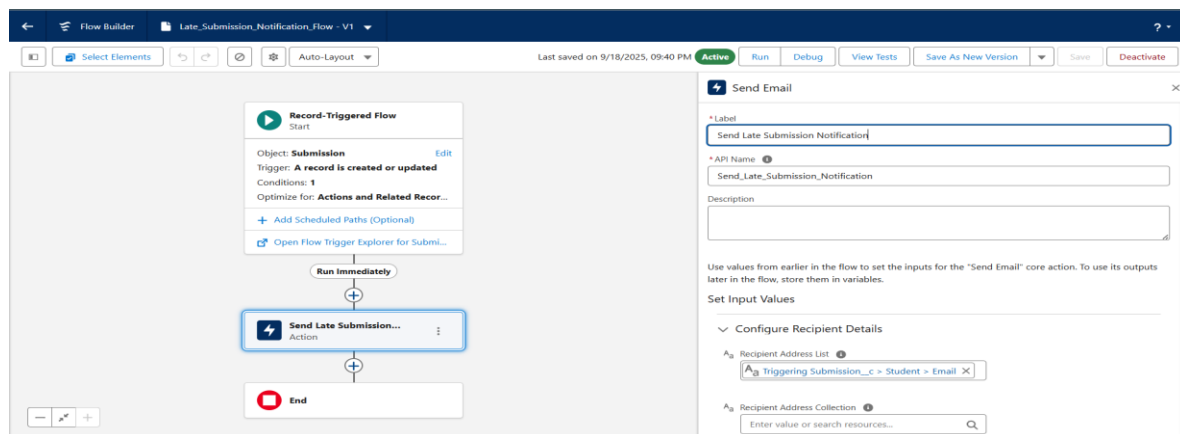 Flow Builder Late_Submission_Notification_Flow - V1 ?
Select Elements Auto-Layout Last saved on 9/18/2025, 09:40 PM Active Run Debug View Tests Save As New Version Save Deactivate
Record-Triggered Flow
Start
Object: Submission Edit
Trigger: A record is created or updated
Conditions: 1
Optimize for: Actions and Related Recor...
+ Add Scheduled Paths (Optional)
Open Flow Trigger Explorer for Submi...
Run Immediately
Send Late Submission...
Action
End
Send Email
*Label
Send Late Submission Notification
*API Name
Send_Late_Submission_Notification
Description
Use values from earlier in the flow to set the inputs for the "Send Email" core action. To use its outputs
later in the flow, store them in variables.
Set Input Values
Configure Recipient Details
Aa Recipient Address List
Aa Triggering Submission__c > Student > Email
Aa Recipient Address Collection
Enter value or search resources...